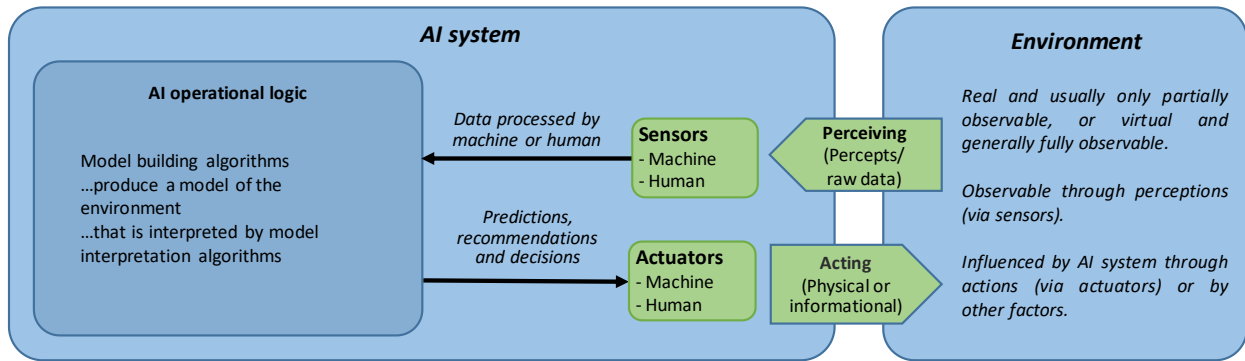 AI system
AI operational logic
Model building algorithms
…produce a model of the
environment
…that is interpreted by model
interpretation algorithms
Data processed by
machine or human
Predictions,
recommendations
and decisions
Sensors
- Machine
- Human
Actuators
- Machine
- Human
Perceiving
(Percepts/
raw data)
Acting
(Physical or
informational)
Environment
Real and usually only partially
observable, or virtual and
generally fully observable.
Observable through perceptions
(via sensors).
Influenced by AI system through
actions (via actuators) or by
other factors.